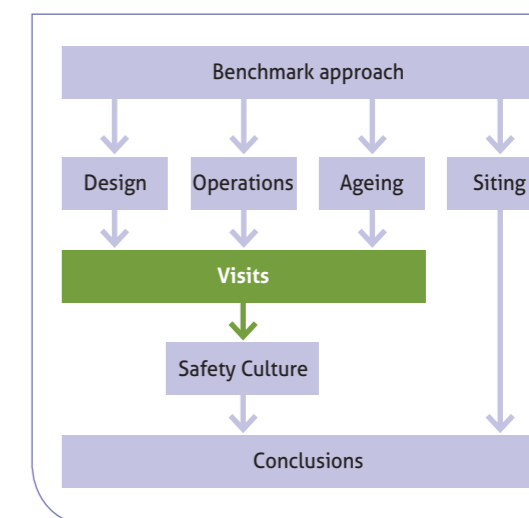 Benchmark approach
Design
Operations
Ageing
Siting
Visits
Safety Culture
Conclusions